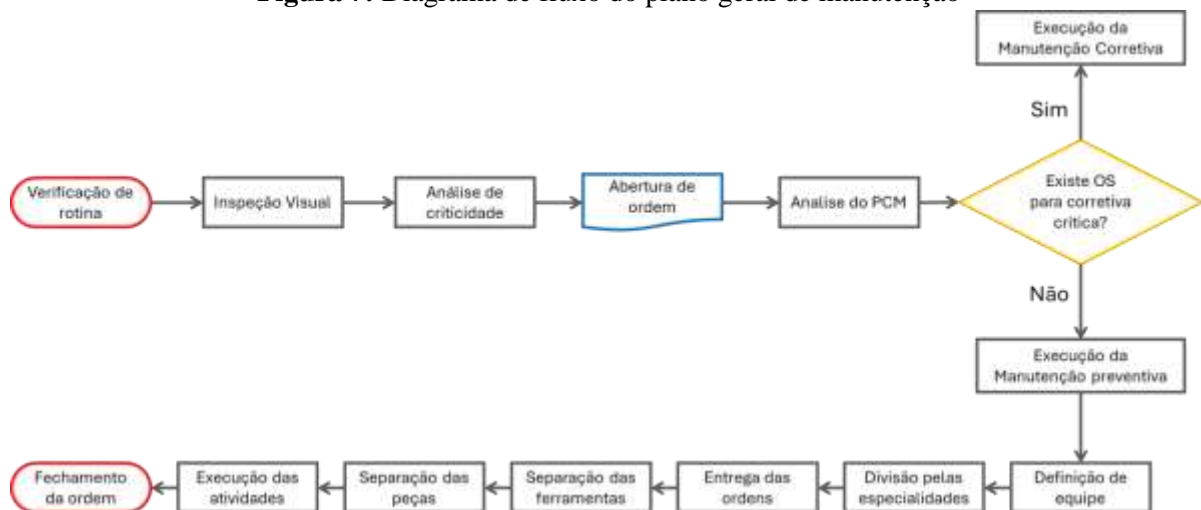 Execução da
Manutenção Corretiva
Sim
Verificação de
rotina
Inspeção Visual
Análise de
criticidade
Abertura de
ordem
Analise do PCM
Existe OS
para corretiva
crítica?
Não
Execução da
Manutenção preventiva
Fechamento
da ordem
Execução das
atividades
Separação das
peças
Separação das
ferramentas
Entrega das
ordens
Divisão pelas
especialidades
Definição de
equipe